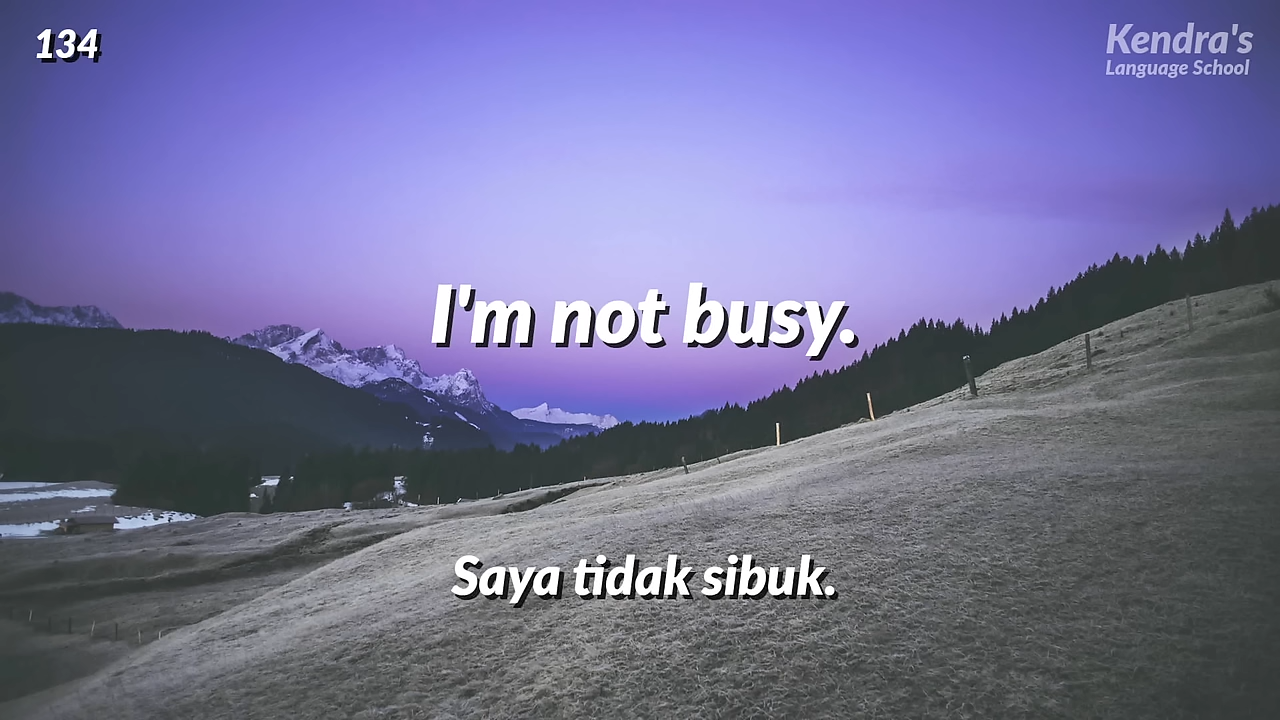 134
Kendra's
Language School
I'm not busy.
Saya tidak sibuk.